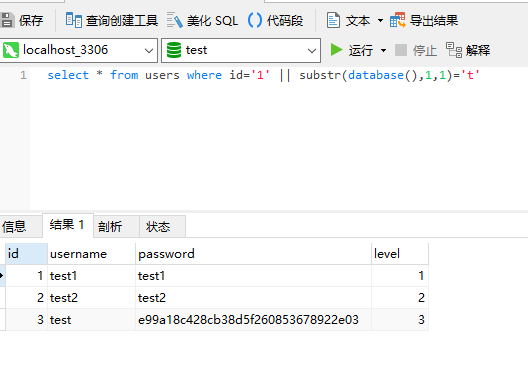 保存 查询创建工具 美化 SQL 代码段 文本 导出结果
localhost_3306 test 运行 停止 解释
1 select * from users where id='1' || substr(database(),1,1)='t'
信息 结果 1 剖析 状态
id username password level
1 test1 test1 1
2 test2 test2 2
3 test e99a18c428cb38d5f260853678922e03 3